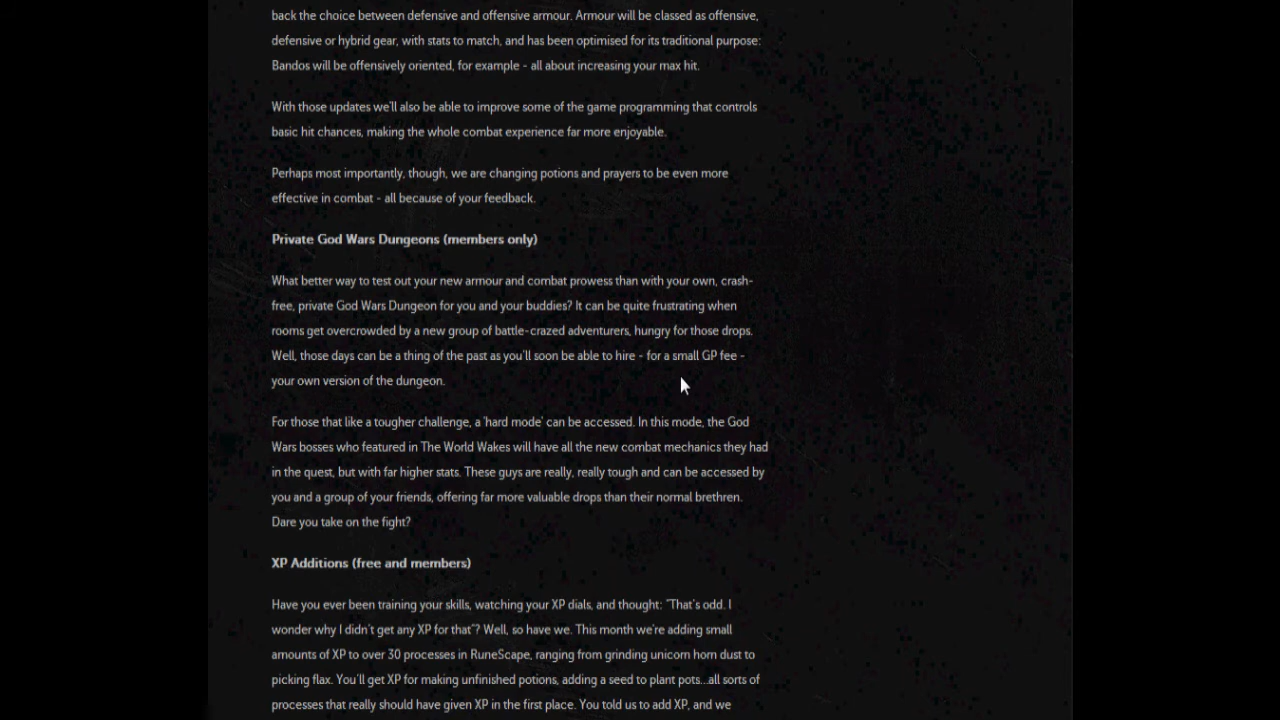 back the choice between defensive and offensive armour. Armour will be classed as offensive,
defensive or hybrid gear, with stats to match, and has been optimised for its traditional purpose:
Bandos will be offensively oriented, for example - all about increasing your max hit.
With those updates we'll also be able to improve some of the game programming that controls
basic hit chances, making the whole combat experience far more enjoyable.
Perhaps most importantly, though, we are changing potions and prayers to be even more
effective in combat - all because of your feedback.
Private God Wars Dungeons (members only)
What better way to test out your new armour and combat prowess than with your own, crash-
free, private God Wars Dungeon for you and your buddies? It can be quite frustrating when
rooms get overcrowded by a new group of battle-crazed adventurers, hungry for those drops.
Well, those days can be a thing of the past as you'll soon be able to hire - for a small GP fee -
your own version of the dungeon.
For those that like a tougher challenge, a 'hard mode' can be accessed. In this mode, the God
Wars bosses who featured in The World Wakes will have all the new combat mechanics they had
in the quest, but with far higher stats. These guys are really, really tough and can be accessed by
you and a group of your friends, offering far more valuable drops than their normal brethren.
Dare you take on the fight?
XP Additions (free and members)
Have you ever been training your skills, watching your XP dials, and thought: "That's odd. I
wonder why I didn't get any XP for that"? Well, so have we. This month we're adding small
amounts of XP to over 30 processes in RuneScape, ranging from grinding unicorn horn dust to
picking flax. You'll get XP for making unfinished potions, adding a seed to plant pots...all sorts of
processes that really should have given XP in the first place. You told us to add XP, and we